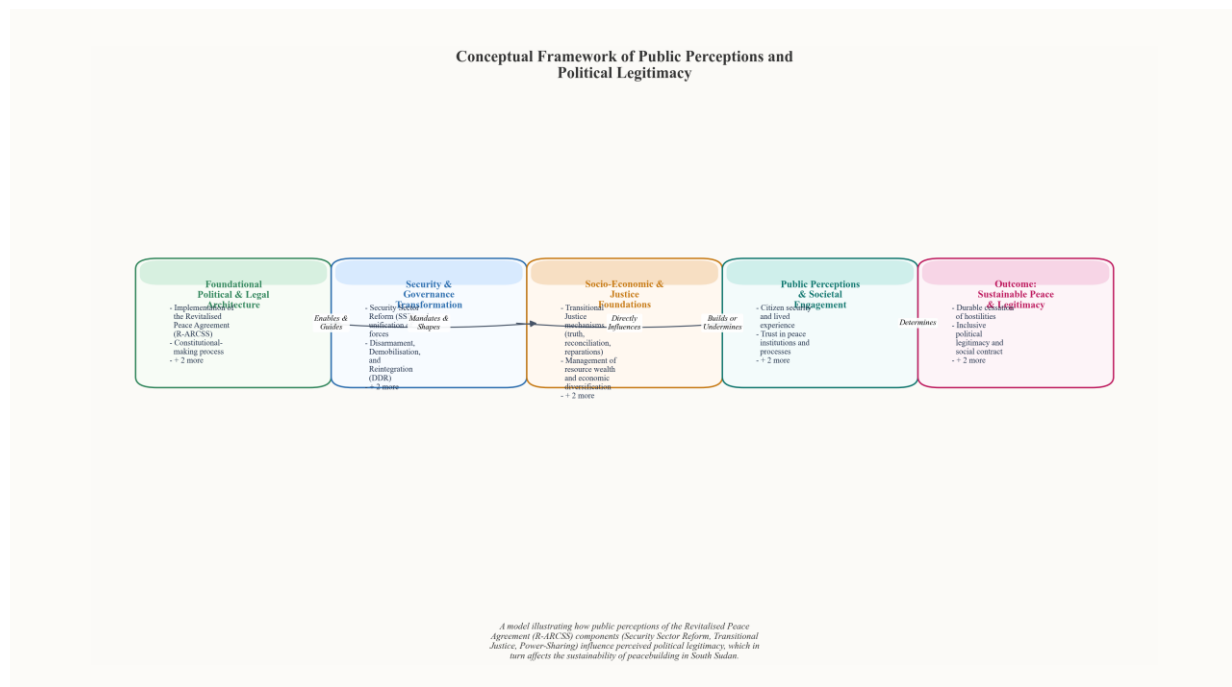 Conceptual Framework of Public Perceptions and
Political Legitimacy
Foundational
Political & Legal
Architecture
- Implementation of
the Revitalised
Peace Agreement
(R-ARCSS)
- Constitutional-
making process
- + 2 more
Enables &
Guides
Security &
Governance
Transformation
- Security Sector
Reform (SS
unification
forces
- Disarmament,
Demobilisation,
and
Reintegration
(DDR)
- + 2 more
Mandates &
Shapes
Socio-Economic &
Justice
Foundations
- Transitional
Justice
mechanisms
(truth,
reconciliation,
reparations)
- Management of
resource wealth
and economic
diversification
- + 2 more
Directly
Influences
Builds or
Undermines
Public Perceptions
& Societal
Engagement
- Citizen security
and lived
experience
- Trust in peace
institutions and
processes
- + 2 more
Determines
Outcome:
Sustainable Peace
& Legitimacy
- Durable cessation
of hostilities
- Inclusive
political
legitimacy and
social contract
- + 2 more
A model illustrating how public perceptions of the Revitalised Peace
Agreement (R-ARCSS) components (Security Sector Reform, Transitional
Justice, Power-Sharing) influence perceived political legitimacy, which in
turn affects the sustainability of peacebuilding in South Sudan.